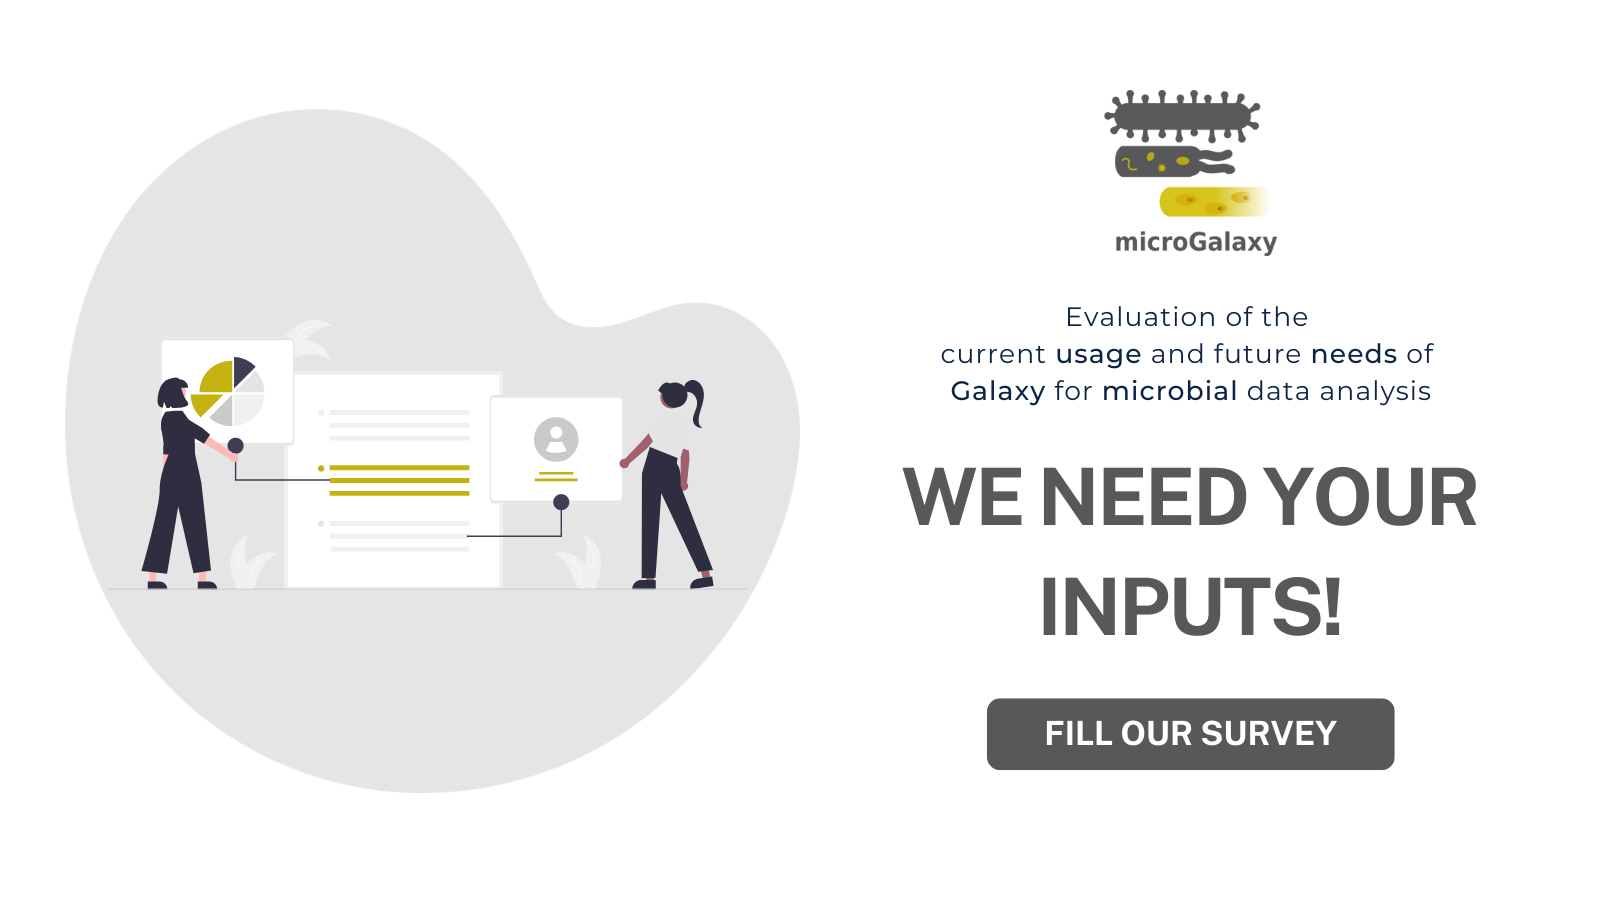 microGalaxy
Evaluation of the
current usage and future needs of
Galaxy for microbial data analysis
WE NEED YOUR
INPUTS!
FILL OUR SURVEY